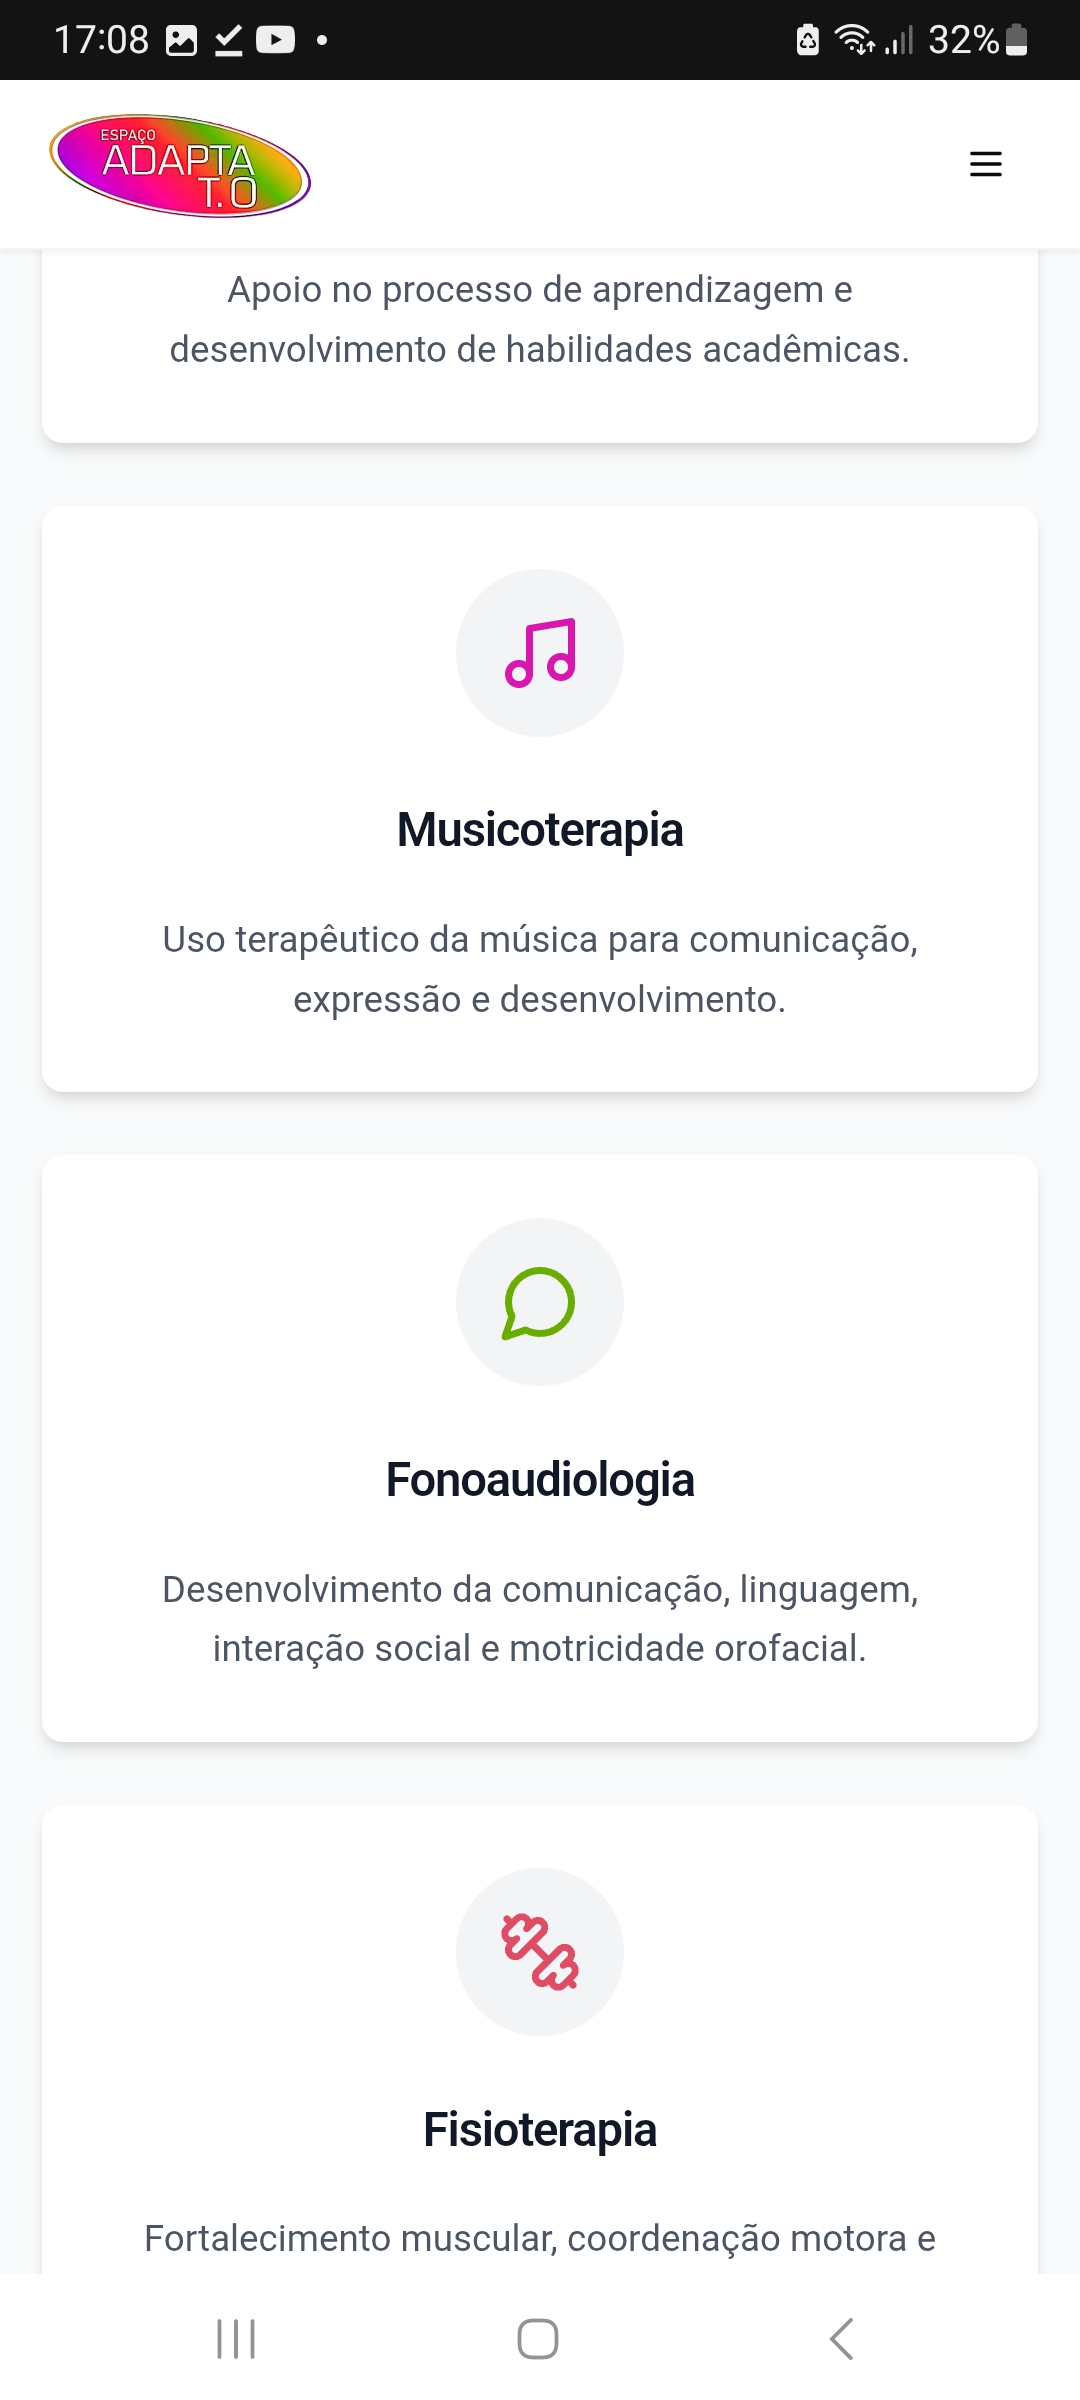 17:08
32%
ESPAÇO
ADAPTA
T.O
Apoio no processo de aprendizagem e
desenvolvimento de habilidades acadêmicas.
Musicoterapia
Uso terapêutico da música para comunicação,
expressão e desenvolvimento.
Fonoaudiologia
Desenvolvimento da comunicação, linguagem,
interação social e motricidade orofacial.
Fisioterapia
Fortalecimento muscular, coordenação motora e